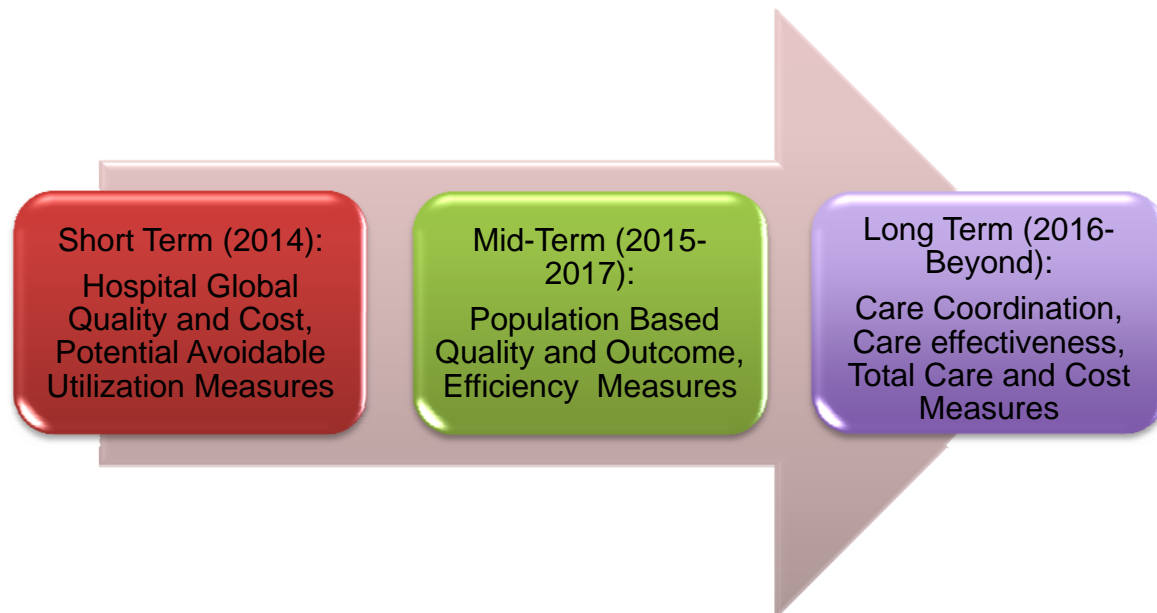 Short Term (2014):
Hospital Global
Quality and Cost,
Potential Avoidable
Utilization Measures
Mid-Term (2015-
2017):
Population Based
Quality and Outcome,
Efficiency Measures
Long Term (2016-
Beyond):
Care Coordination,
Care effectiveness,
Total Care and Cost
Measures